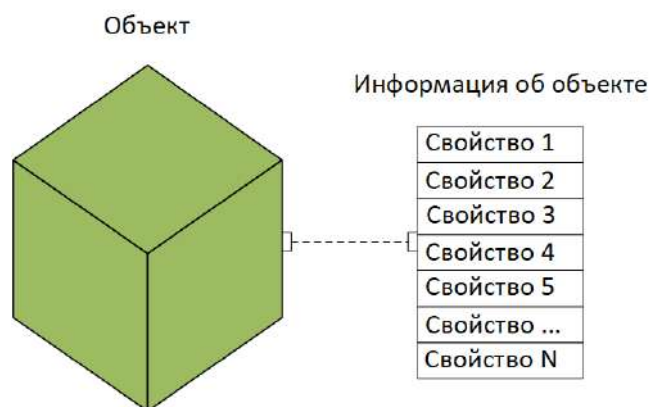 Объект
Информация об объекте
Свойство 1
Свойство 2
Свойство 3
Свойство 4
Свойство 5
Свойство ...
Свойство N